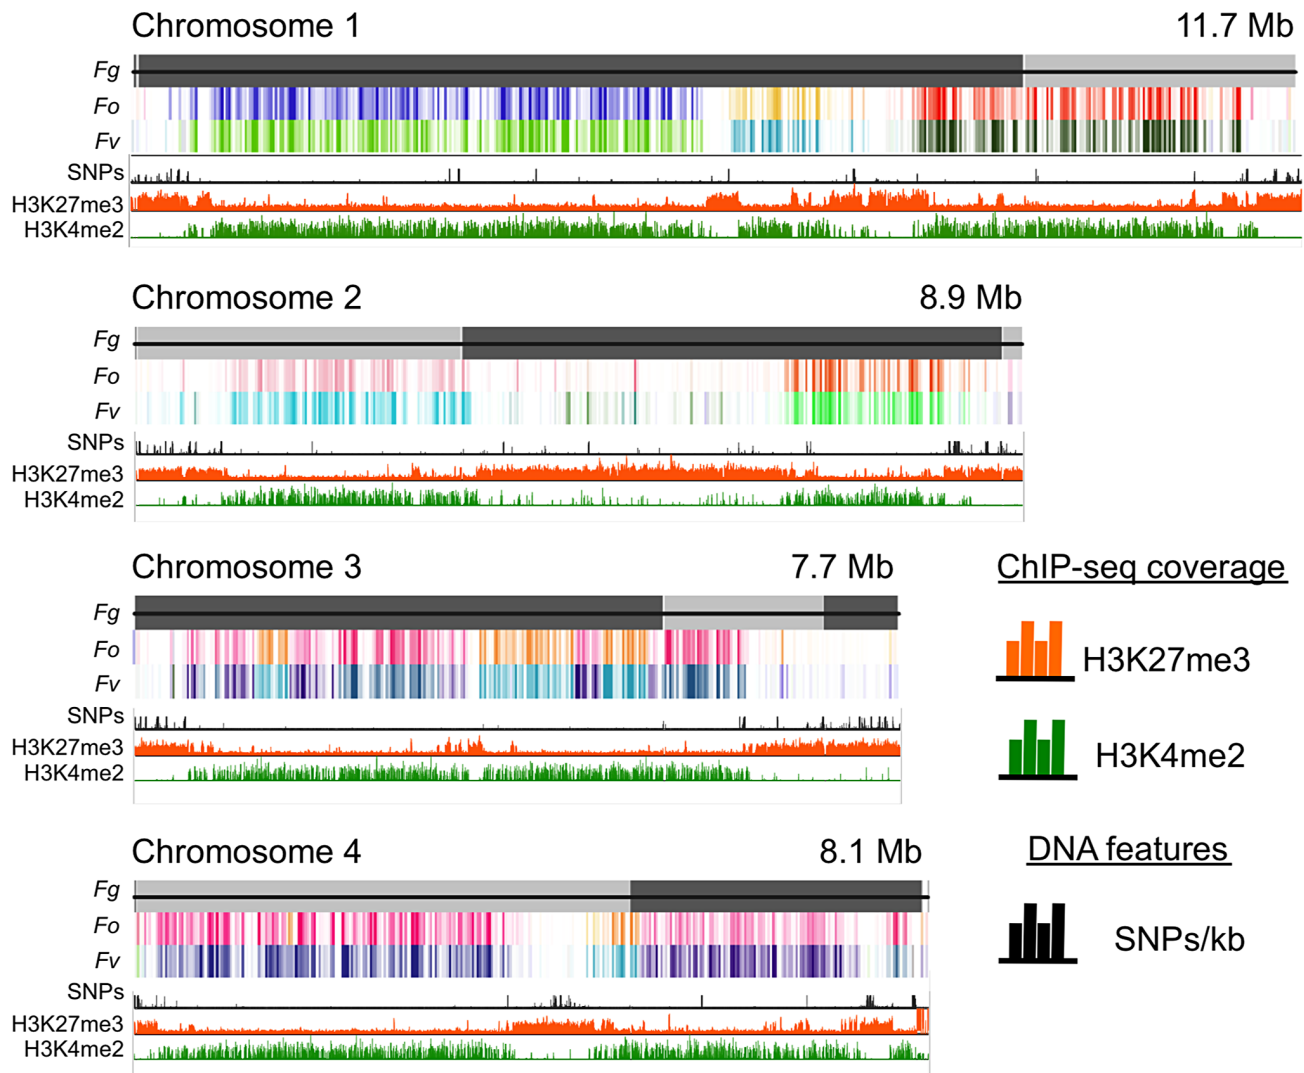 Chromosome 1 11.7 Mb
Fg
Fo
Fv
SNPs
H3K27me3
H3K4me2
Chromosome 2 8.9 Mb
Fg
Fo
Fv
SNPs
H3K27me3
H3K4me2
Chromosome 3 7.7 Mb
Fg
Fo
Fv
SNPs
H3K27me3
H3K4me2
ChIP-seq coverage
H3K27me3
H3K4me2
Chromosome 4 8.1 Mb
Fg
Fo
Fv
SNPs
H3K27me3
H3K4me2
DNA features
SNPs/kb